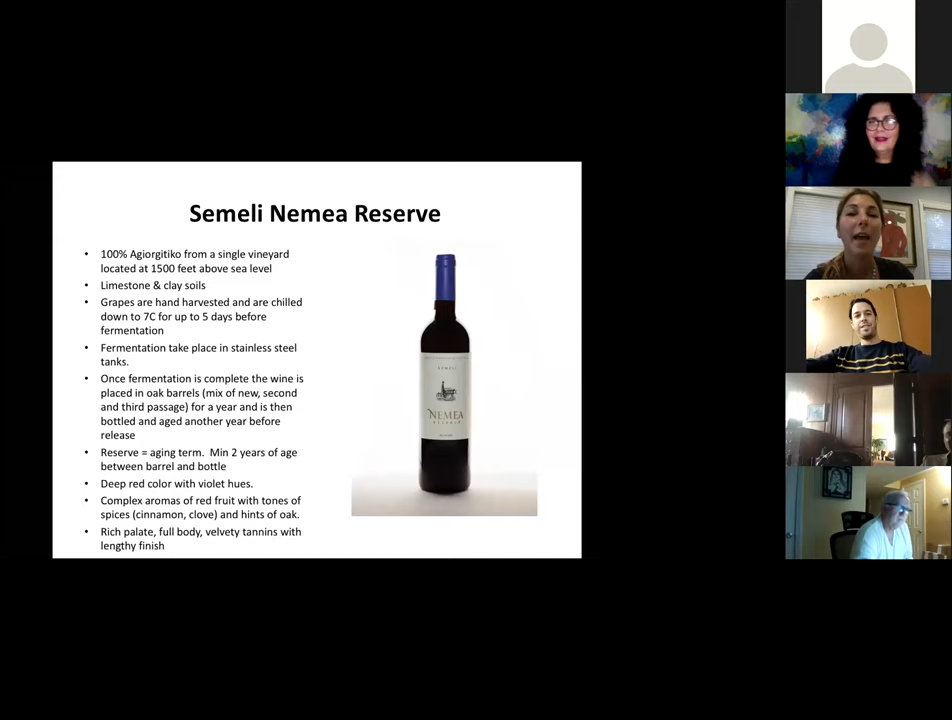 Semeli Nemea Reserve
• 100% Agiorgitiko from a single vineyard
located at 1500 feet above sea level
• Limestone & clay soils
• Grapes are hand harvested and are chilled
down to 7C for up to 5 days before
fermentation
• Fermentation take place in stainless steel
tanks.
• Once fermentation is complete the wine is
placed in oak barrels (mix of new, second
and third passage) for a year and is then
bottled and aged another year before
release
• Reserve = aging term. Min 2 years of age
between barrel and bottle
• Deep red color with violet hues.
• Complex aromas of red fruit with tones of
spices (cinnamon, clove) and hints of oak.
• Rich palate, full body, velvety tannins with
lengthy finish
SEMELI
NEMEA
RESERVE